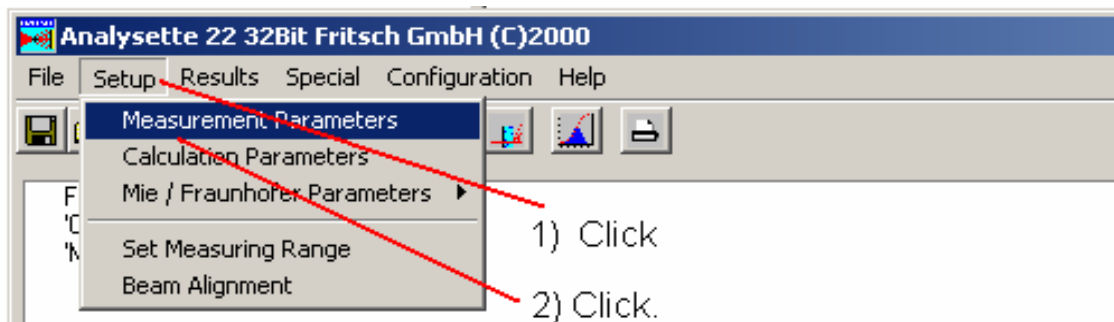 Analysette 22 32Bit Fritsch GmbH (C)2000
File Setup Results Special Configuration Help
Measurement Parameters
Calculation Parameters
Mie / Fraunhofer Parameters
1) Click
Set Measuring Range
Beam Alignment
2) Click.